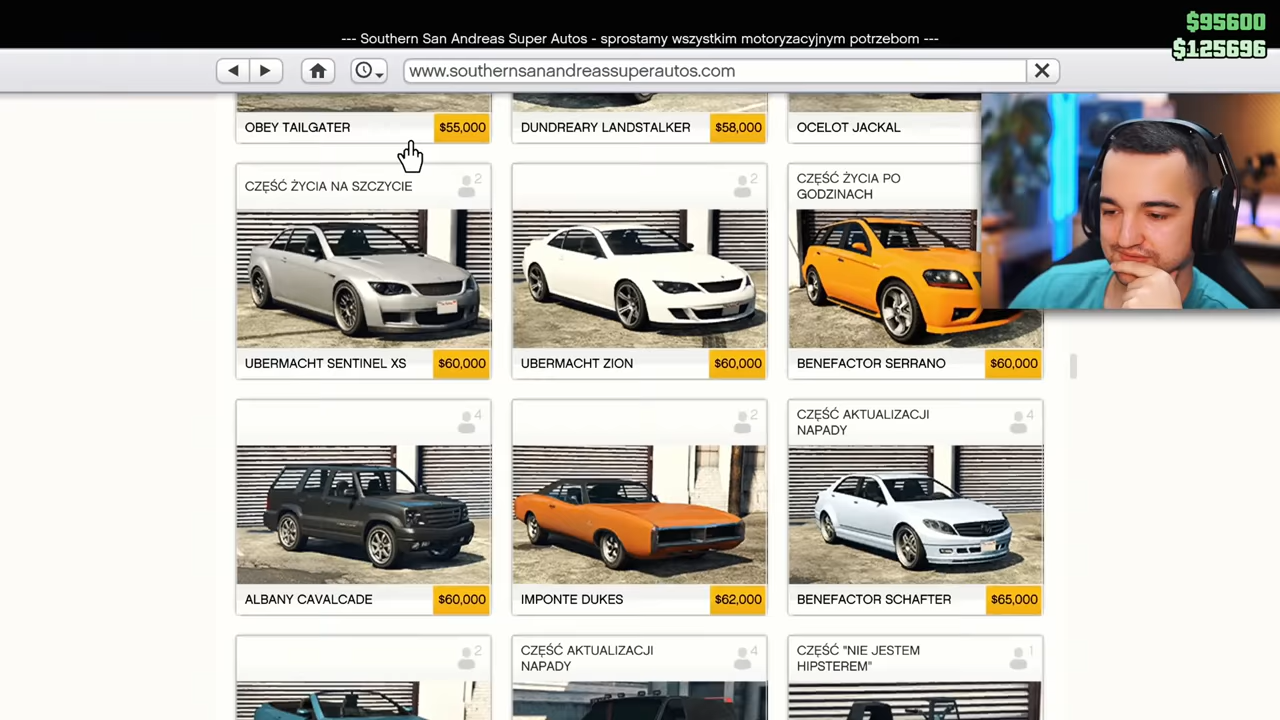 $95600
--- Southern San Andreas Super Autos - sprostamy wszystkim motoryzacyjnym potrzebom ---
$125696
www.southernsanandreassuperautos.com
OBEY TAILGATER $55,000
DUNDREARY LANDSTALKER $58,000
OCELOT JACKAL
CZĘŚĆ ŻYCIA NA SZCZYCIE 2
2
CZĘŚĆ ŻYCIA PO
GODZINACH
UBERMACHT SENTINEL XS $60,000
UBERMACHT ZION $60,000
BENEFACTOR SERRANO $60,000
4
2
CZĘŚĆ AKTUALIZACJI
NAPADY 4
ALBANY CAVALCADE $60,000
IMPONTE DUKES $62,000
BENEFACTOR SCHAFTER $65,000
2
CZĘŚĆ AKTUALIZACJI
NAPADY 4
CZĘŚĆ "NIE JESTEM
HIPSTEREM" 1